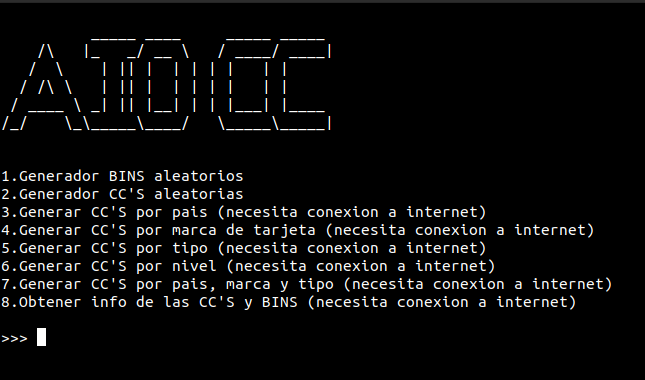 AIO CC
1.Generador BINS aleatorios
2.Generador CC'S aleatorias
3.Generar CC'S por pais (necesita conexion a internet)
4.Generar CC'S por marca de tarjeta (necesita conexion a internet)
5.Generar CC'S por tipo (necesita conexion a internet)
6.Generar CC'S por nivel (necesita conexion a internet)
7.Generar CC'S por pais, marca y tipo (necesita conexion a internet)
8.Obtener info de las CC'S y BINS (necesita conexion a internet)
>>>